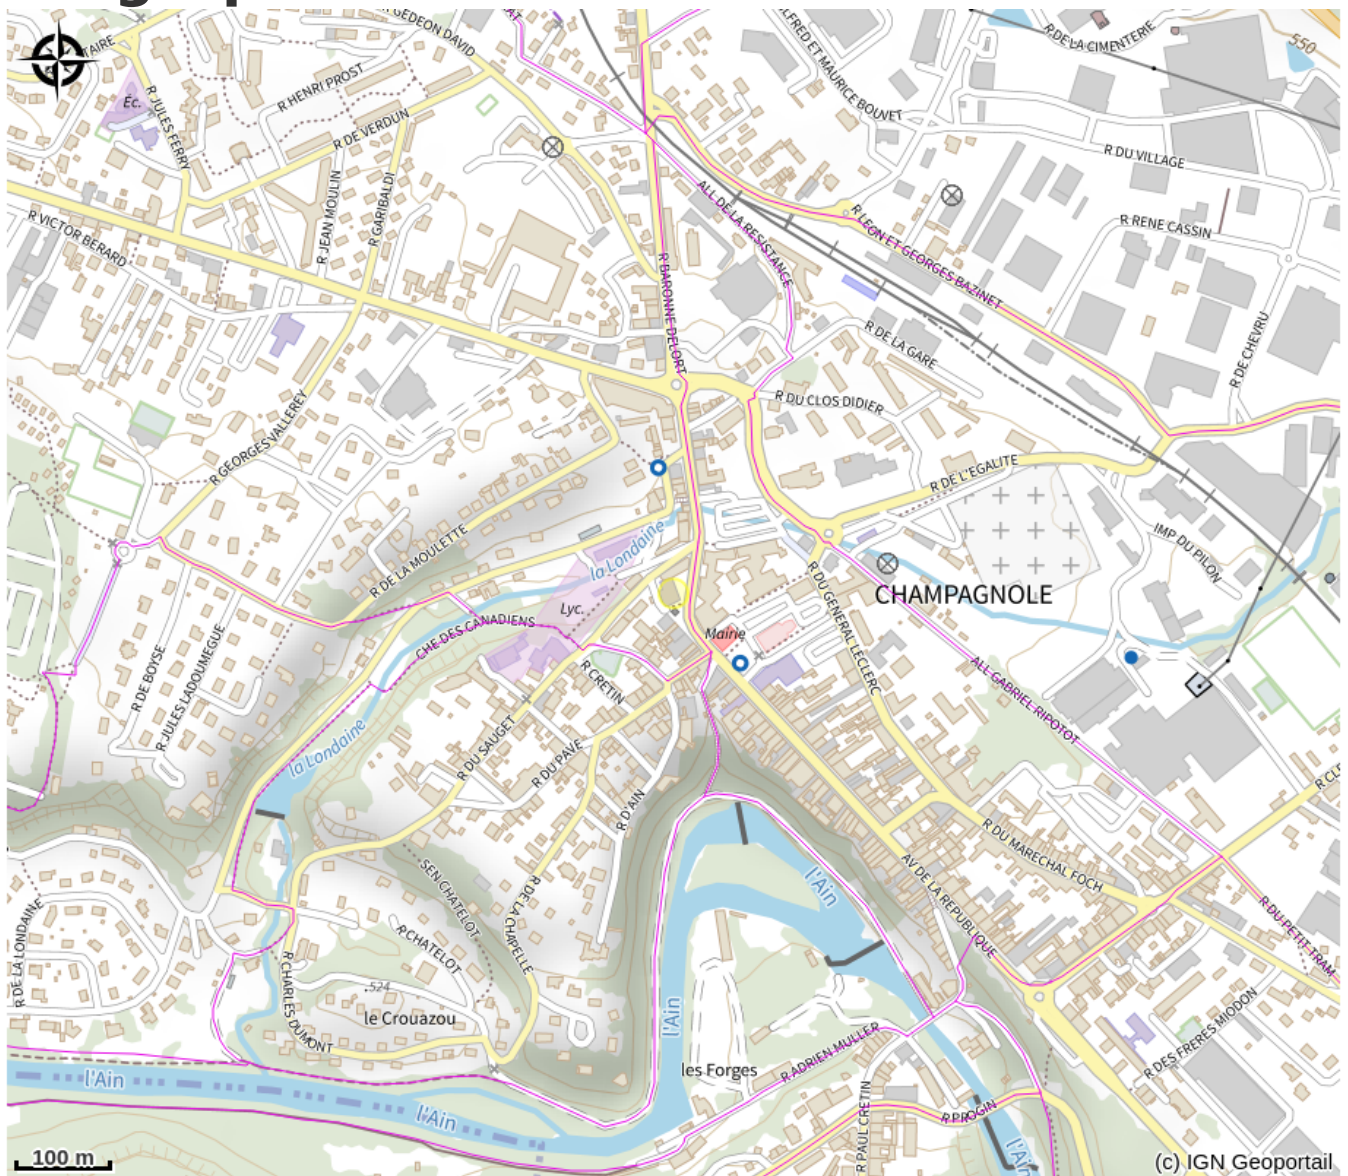 R GEDEON DAVID
R DE LA CIMENTERIE
550
TAIRE
ALFRED ET MAURICE BOUVET
R HENRI PROST
Éc.
R JULES FERRY
R DE VERDUN
R DU VILLAGE
ALL DE LA RESISTANCE
R JEAN MOULIN
R GARIBALDI
R VICTOR BERARD
R LEON ET GEORGES BAZINET
R RENE CASSIN
R BARONNE DELORT
R DE LA GARE
R DE CHEVRU
R DU CLOS DIDIER
R GEORGES VALLEREY
R DE L'EGALITE
R DE LA MOULETTE
la Londaine
IMP DU PILON
CHAMPAGNOLE
Lyc.
CHE DES CANADIENS
Mairie
R DU GENERAL LECLERC
R DE BOYSE
R JULES LADOUMEGUE
R CRETIN
ALL GABRIEL RIPOTOT
la Londaine
R DU SAUGET
R DU PAVE
R D'AIN
R CLE
R DU MARECHAL FOCH
SEN CHATELOT
R DE LA CHAPELLE
l'Ain
AV DE LA REPUBLIQUE
R DU PETIT TRAM
R DE LA LONDAINE
R CHATELOT
R CHARLES DUMONT
524
le Crouazou
l'Ain
R DES FRERES MIODON
R ADRIEN MULLER
les Forges
l'Ain
l'Ain
R PAUL CRETIN
R PROGIN
l'Ain
100 m
(c) IGN Geoportail